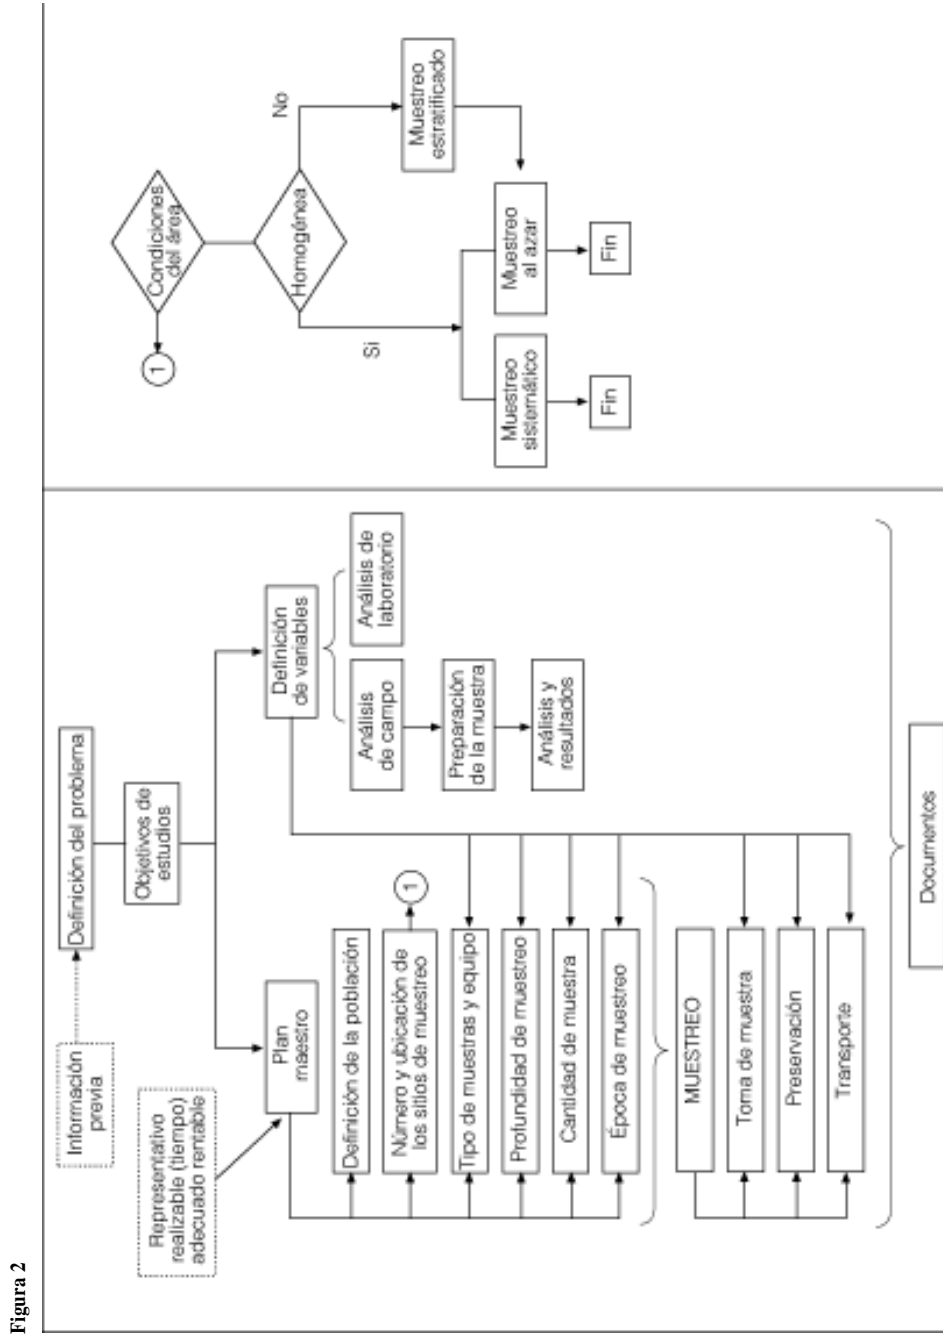 Figura 2
Información
previa
Definición del problema
Objetivos de
estudios
Representativo
realizable (tiempo)
adecuado rentable
Plan
maestro
Definición
de variables
Definición de la población
Número y ubicación de
los sitios de muestreo
1
Tipo de muestras y equipo
Profundidad de muestreo
Cantidad de muestra
Época de muestreo
Análisis
de campo
Análisis de
laboratorio
Preparación
de la muestra
Análisis y
resultados
MUESTREO
Toma de muestra
Preservación
Transporte
Documentos
1
Condiciones
del área
Homogénea
Si
No
Muestreo
estratificado
Muestreo
sistemático
Muestreo
al azar
Fin
Fin